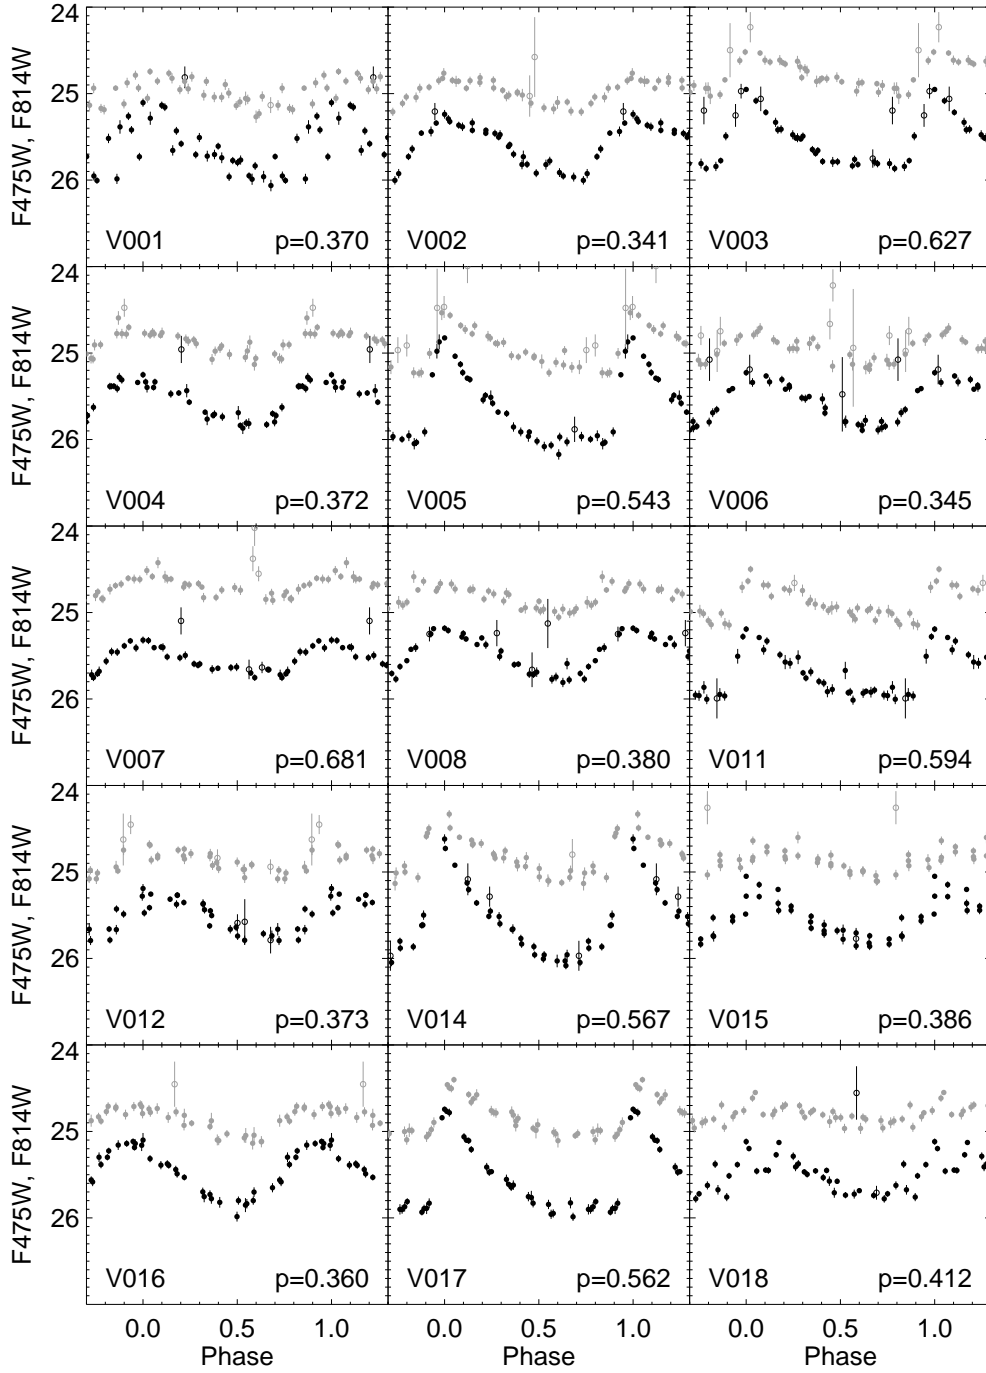 24
25
26
F475W, F814W
V001 p=0.370
V002 p=0.341
V003 p=0.627
24
25
26
F475W, F814W
V004 p=0.372
V005 p=0.543
V006 p=0.345
24
25
26
F475W, F814W
V007 p=0.681
V008 p=0.380
V011 p=0.594
24
25
26
F475W, F814W
V012 p=0.373
V014 p=0.567
V015 p=0.386
24
25
26
F475W, F814W
V016 p=0.360
V017 p=0.562
V018 p=0.412
0.0 0.5 1.0
0.0 0.5 1.0
0.0 0.5 1.0
Phase
Phase
Phase